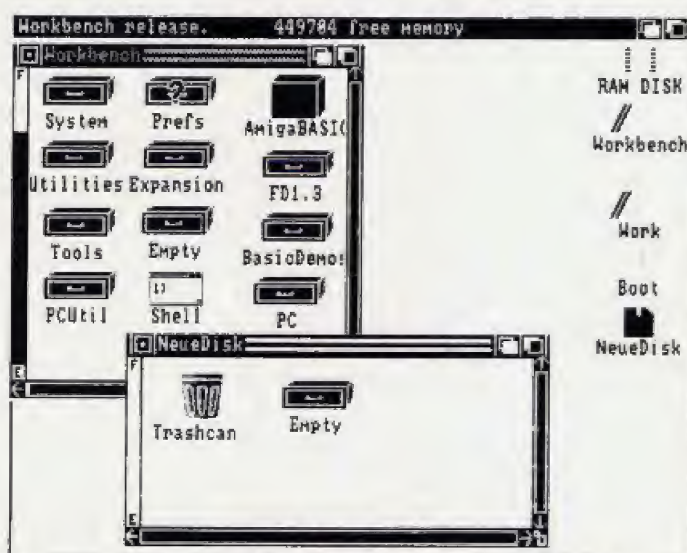 Workbench release. 449704 free memory
Workbench
System Prefs AmigaBASIC
Utilities Expansion FD1.3
Tools Empty BasicDemos
PCUtil Shell PC
RAM DISK
Workbench
Work
Boot
NeueDisk
NeueDisk
Trashcan Empty